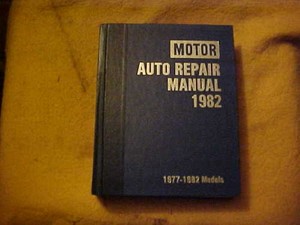 MOTOR
AUTO REPAIR
MANUAL
1982
1977-1982 Models